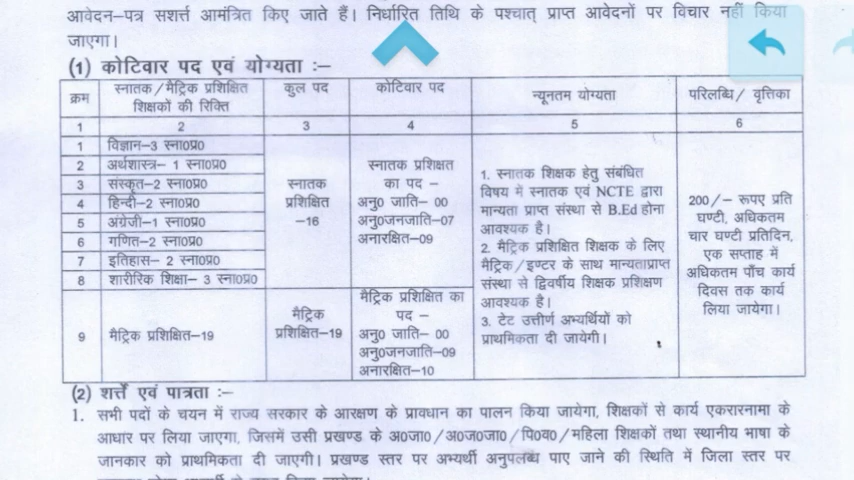 आवेदन–पत्र सशर्त्त आमंत्रित किए जाते हैं। निर्धारित तिथि के पश्चात् प्राप्त आवेदनों पर विचार नहीं किया
जाएगा।
(1) कोटिवार पद एवं योग्यता :–
क्रम
स्नातक/मैट्रिक प्रशिक्षित
शिक्षकों की रिक्ति
कुल पद
कोटिवार पद
न्यूनतम योग्यता
परिलब्धि/ वृत्तिका
1 2 3 4 5 6
1 विज्ञान–3 स्ना0प्र0
2 अर्थशास्त्र– 1 स्ना0प्र0
3 संस्कृत–2 स्ना0प्र0
4 हिन्दी–2 स्ना0प्र0
5 अंग्रेजी–1 स्ना0प्र0
6 गणित–2 स्ना0प्र0
7 इतिहास– 2 स्ना0प्र0
8 शारीरिक शिक्षा– 3 स्ना0प्र0
स्नातक
प्रशिक्षित
–16
स्नातक प्रशिक्षित
का पद –
अनु0 जाति– 00
अनु0जनजाति–07
अनारक्षित–09
9 मैट्रिक प्रशिक्षित–19
मैट्रिक
प्रशिक्षित–19
मैट्रिक प्रशिक्षित का
पद –
अनु0 जाति– 00
अनु0जनजाति–09
अनारक्षित–10
1. स्नातक शिक्षक हेतु संबंधित
विषय में स्नातक एवं NCTE द्वारा
मान्यता प्राप्त संस्था से B.Ed होना
आवश्यक है।
2. मैट्रिक प्रशिक्षित शिक्षक के लिए
मैट्रिक/इण्टर के साथ मान्यताप्राप्त
संस्था से द्विवर्षीय शिक्षक प्रशिक्षण
आवश्यक है।
3. टेट उत्तीर्ण अभ्यर्थियों को
प्राथमिकता दी जायेगी।
200/– रूपए प्रति
घण्टी, अधिकतम
चार घण्टी प्रतिदिन,
एक सप्ताह में
अधिकतम पाँच कार्य
दिवस तक कार्य
लिया जायेगा।
(2) शर्त्तें एवं पात्रता :–
1. सभी पदों के चयन में राज्य सरकार के आरक्षण के प्रावधान का पालन किया जायेगा, शिक्षकों से कार्य एकरारनामा के
आधार पर लिया जाएगा, जिसमें उसी प्रखण्ड के अ0जा0/अ0ज0जा0/पि0व0/महिला शिक्षकों तथा स्थानीय भाषा के
जानकार को प्राथमिकता दी जाएगी। प्रखण्ड स्तर पर अभ्यर्थी अनुपलब्ध पाए जाने की स्थिति में जिला स्तर पर